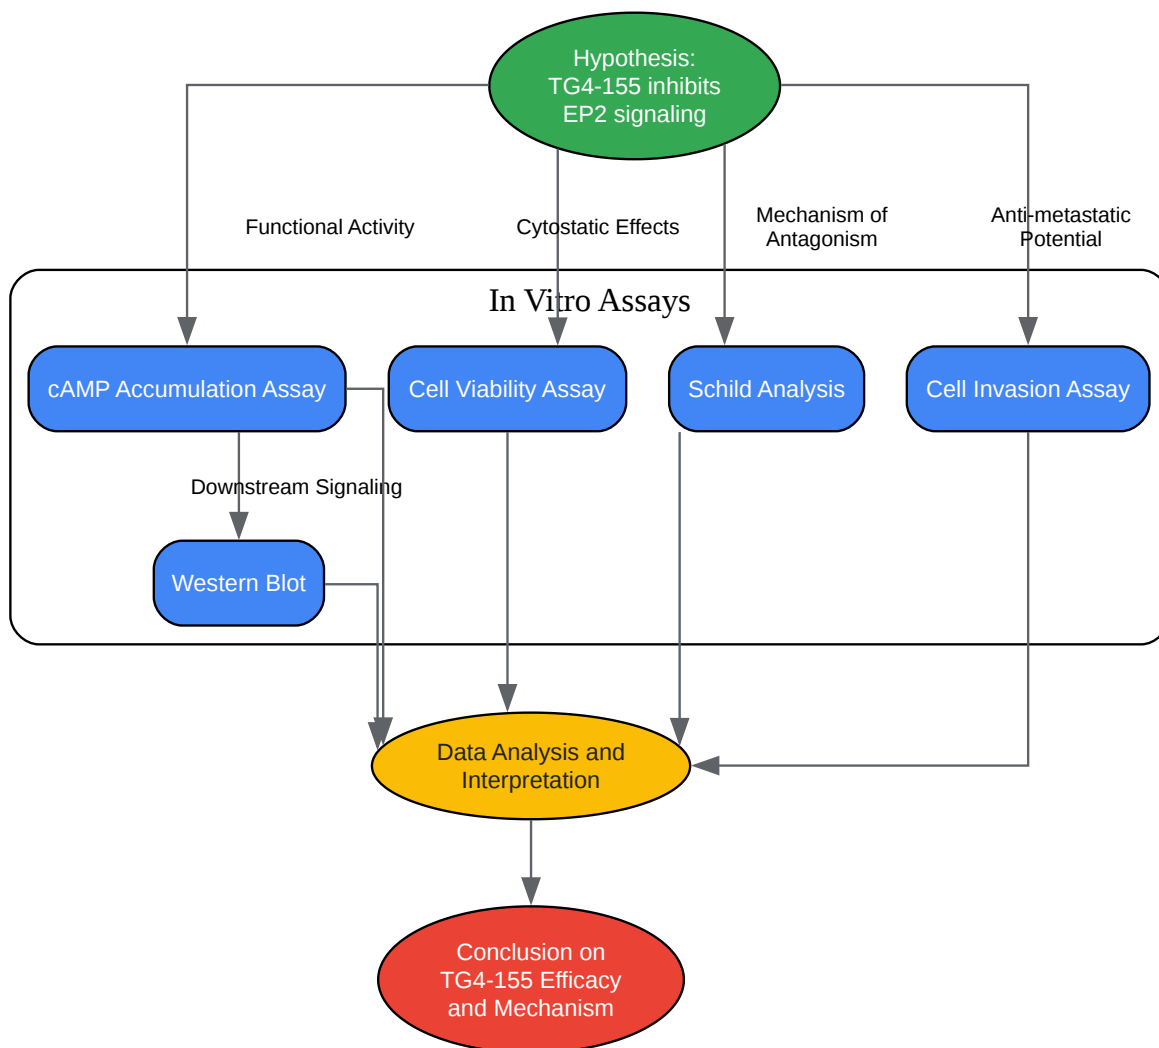 Hypothesis:
TG4-155 inhibits
EP2 signaling
Functional Activity
Cytostatic Effects
Mechanism of
Antagonism
Anti-metastatic
Potential
In Vitro Assays
cAMP Accumulation Assay
Cell Viability Assay
Schild Analysis
Cell Invasion Assay
Downstream Signaling
Western Blot
Data Analysis and
Interpretation
Conclusion on
TG4-155 Efficacy
and Mechanism